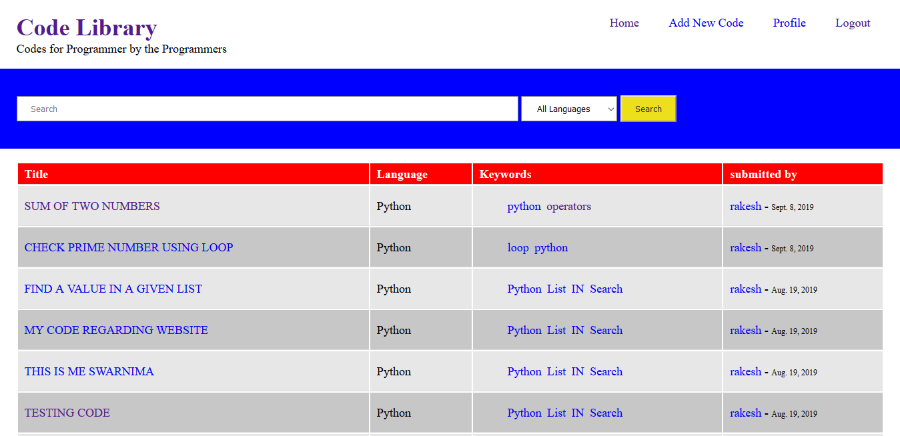 Code Library
Codes for Programmer by the Programmers
Home Add New Code Profile Logout
Search All Languages Search
Title Language Keywords submitted by
SUM OF TWO NUMBERS Python python operators rakesh - Sept. 8, 2019
CHECK PRIME NUMBER USING LOOP Python loop python rakesh - Sept. 8, 2019
FIND A VALUE IN A GIVEN LIST Python Python List IN Search rakesh - Aug. 19, 2019
MY CODE REGARDING WEBSITE Python Python List IN Search rakesh - Aug. 19, 2019
THIS IS ME SWARNIMA Python Python List IN Search rakesh - Aug. 19, 2019
TESTING CODE Python Python List IN Search rakesh - Aug. 19, 2019